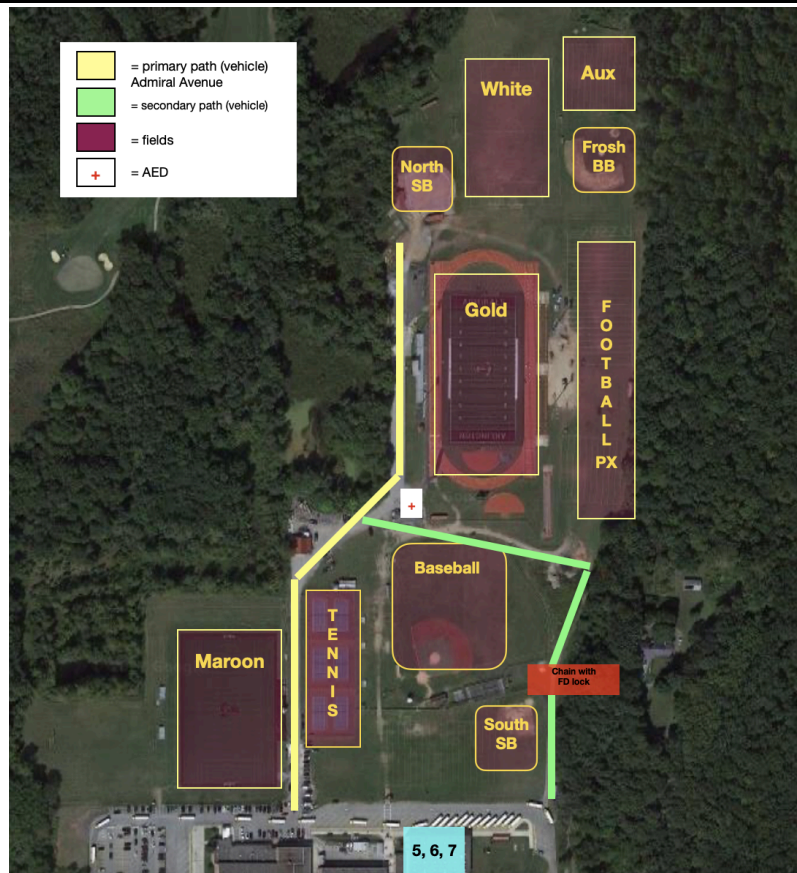 = primary path (vehicle)
Admiral Avenue
= secondary path (vehicle)
= fields
+
= AED
Aux
White
Frosh
BB
North
SB
Gold
F
O
O
T
B
A
L
L
PX
ARLINGTON
+
Baseball
T
E
N
N
I
S
Maroon
Chain with
FD lock
South
SB
5, 6, 7